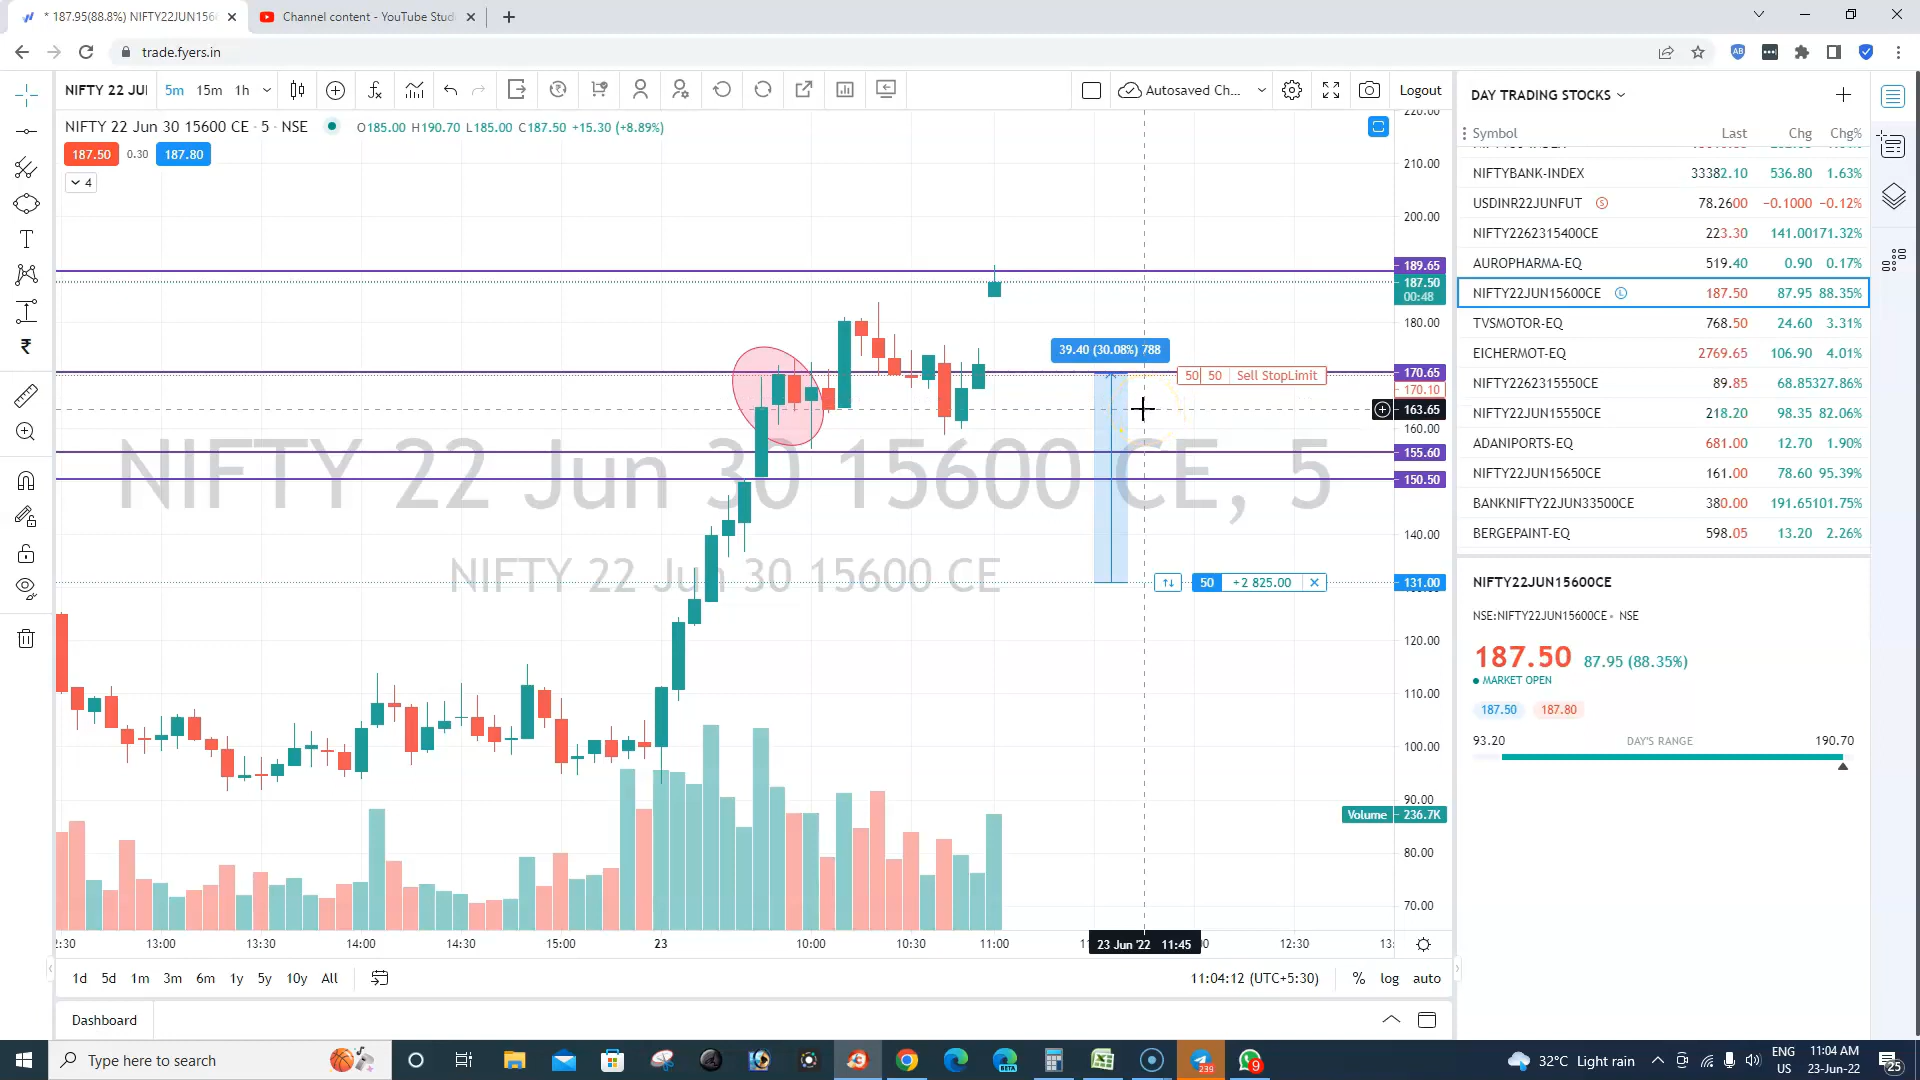 * 187.95(88.8%) NIFTY22JUN156
Channel content - YouTube Stud
trade.fyers.in
NIFTY 22 JUI 5m 15m 1h
Autosaved Ch... Logout
NIFTY 22 Jun 30 15600 CE · 5 · NSE O185.00 H190.70 L185.00 C187.50 +15.30 (+8.89%)
187.50 0.30 187.80
4
220.00
210.00
200.00
189.65
187.50
00:48
180.00
39.40 (30.08%) 788
170.65
50 50 Sell StopLimit
170.10
163.65
160.00
155.60
150.50
NIFTY 22 Jun 30 15600 CE, 5
NIFTY 22 Jun 30 15600 CE
140.00
50 +2 825.00 131.00
120.00
110.00
100.00
90.00
Volume 236.7K
80.00
70.00
13:00 13:30 14:00 14:30 15:00 23 10:00 10:30 11:00 23 Jun '22 11:45 12:30
1d 5d 1m 3m 6m 1y 5y 10y All
11:04:12 (UTC+5:30) % log auto
Dashboard
DAY TRADING STOCKS
Symbol Last Chg Chg%
NIFTYBANK-INDEX 33382.10 536.80 1.63%
USDINR22JUNFUT S 78.2600 −0.1000 −0.12%
NIFTY2262315400CE 223.30 141.00171.32%
AUROPHARMA-EQ 519.40 0.90 0.17%
NIFTY22JUN15600CE L 187.50 87.95 88.35%
TVSMOTOR-EQ 768.50 24.60 3.31%
EICHERMOT-EQ 2769.65 106.90 4.01%
NIFTY2262315550CE 89.85 68.85327.86%
NIFTY22JUN15550CE 218.20 98.35 82.06%
ADANIPORTS-EQ 681.00 12.70 1.90%
NIFTY22JUN15650CE 161.00 78.60 95.39%
BANKNIFTY22JUN33500CE 380.00 191.65101.75%
BERGEPAINT-EQ 598.05 13.20 2.26%
NIFTY22JUN15600CE
NSE:NIFTY22JUN15600CE • NSE
187.50 87.95 (88.35%)
MARKET OPEN
187.50 187.80
93.20 DAY'S RANGE 190.70
Type here to search
239
9
32°C Light rain
ENG
US
11:04 AM
23-Jun-22
25